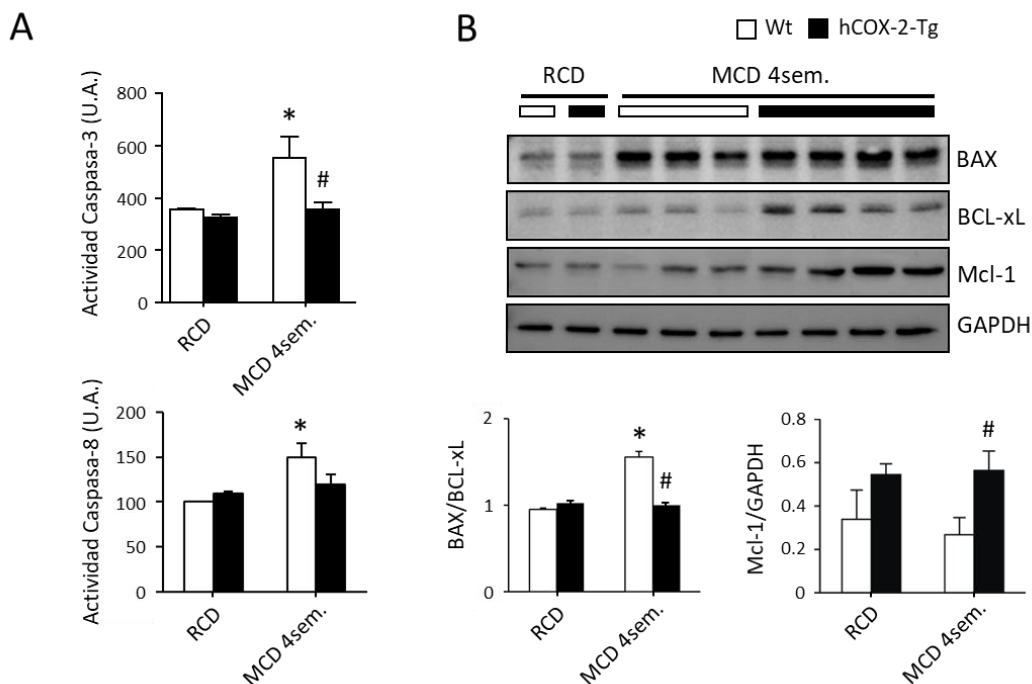 A
Actividad Caspasa-3 (U.A.)
800
600
400
200
0
*
#
RCD
MCD 4sem.
Actividad Caspasa-8 (U.A.)
200
150
100
50
0
*
RCD
MCD 4sem.
B
Wt hCOX-2-Tg
RCD MCD 4sem.
BAX
BCL-xL
Mcl-1
GAPDH
BAX/BCL-xL
2
1
0
*
#
RCD
MCD 4sem.
Mcl-1/GAPDH
0.8
0.6
0.4
0.2
0
#
RCD
MCD 4sem.